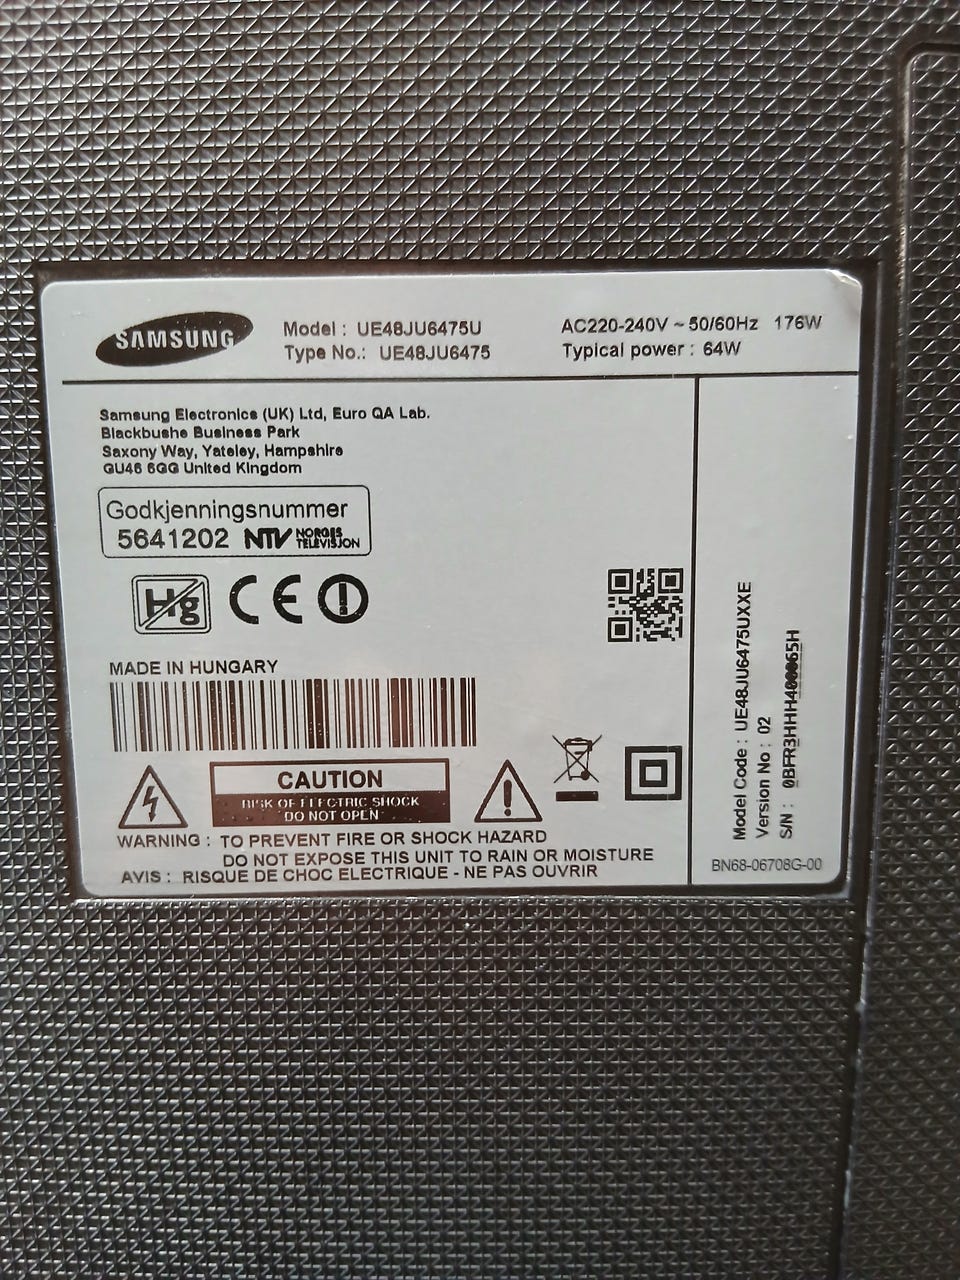 SAMSUNG
Model : UE48JU6475U
Type No.: UE48JU6475
AC220-240V ~ 50/60Hz 176W
Typical power : 64W
Samsung Electronics (UK) Ltd, Euro QA Lab.
Blackbushe Business Park
Saxony Way, Yateley, Hampshire
GU46 6GG United Kingdom
Godkjenningsnummer
5641202 NTV NORGES TELEVISJON
Hg CE
MADE IN HUNGARY
CAUTION
RISK OF ELECTRIC SHOCK
DO NOT OPEN
WARNING : TO PREVENT FIRE OR SHOCK HAZARD
DO NOT EXPOSE THIS UNIT TO RAIN OR MOISTURE
AVIS : RISQUE DE CHOC ELECTRIQUE - NE PAS OUVRIR
Model Code : UE48JU6475UXXE
Version No : 02
S/N :
BN68-06708G-00